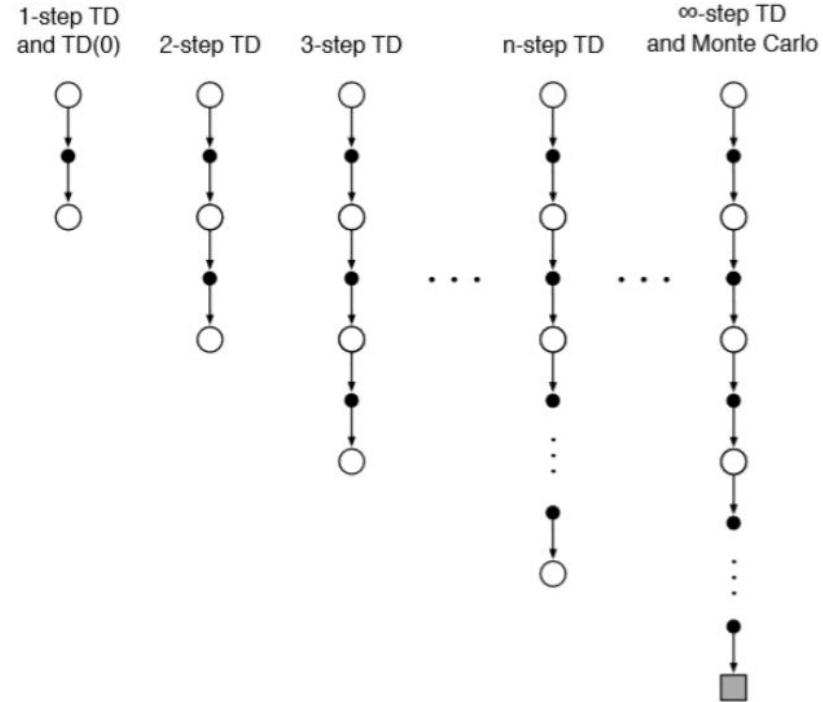 1-step TD
and TD(0)
2-step TD
3-step TD
n-step TD
∞-step TD
and Monte Carlo